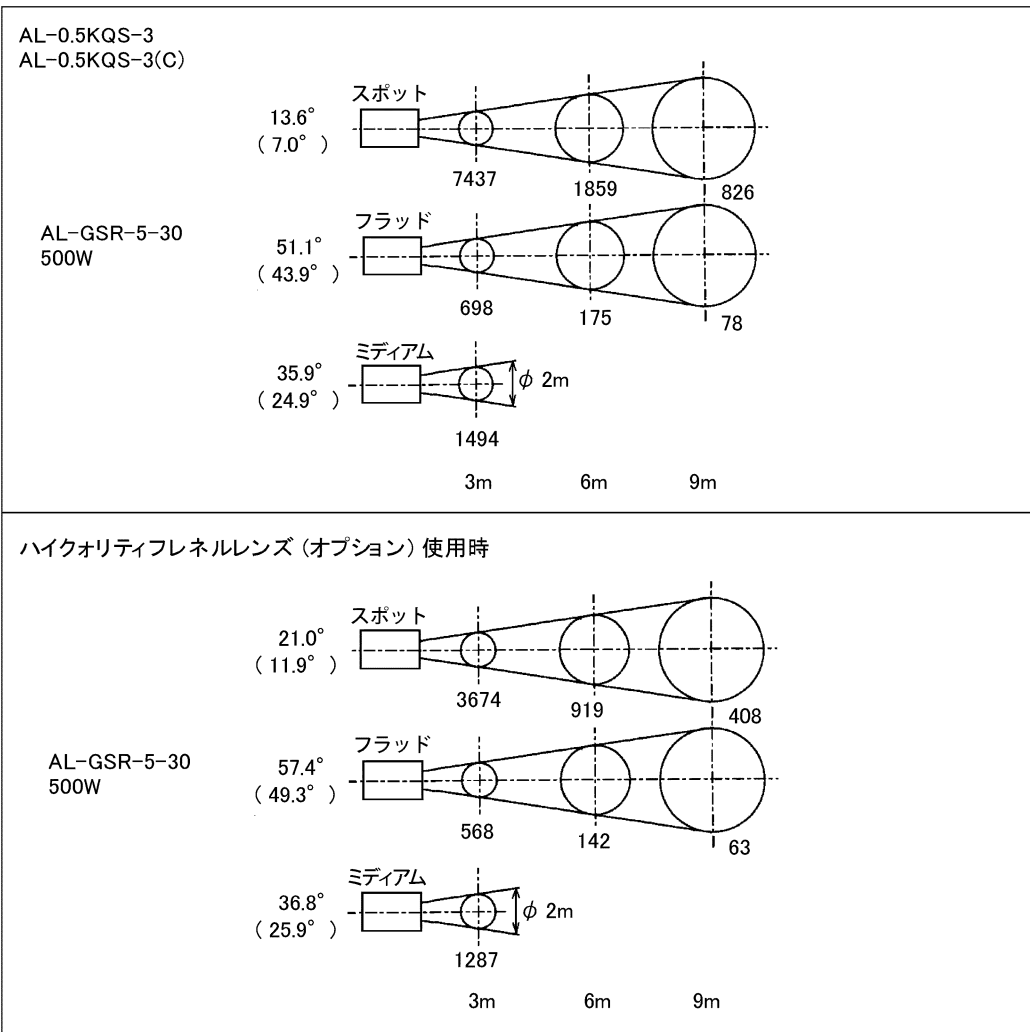 AL-0.5KQS-3
AL-0.5KQS-3(C)
スポット
13.6°
( 7.0° )
7437
1859
826
AL-GSR-5-30
500W
フラッド
51.1°
( 43.9° )
698
175
78
ミディアム
35.9°
( 24.9° )
φ 2m
1494
3m 6m 9m
ハイクォリティフレネルレンズ (オプション) 使用時
スポット
21.0°
( 11.9° )
3674
919
408
AL-GSR-5-30
500W
フラッド
57.4°
( 49.3° )
568
142
63
ミディアム
36.8°
( 25.9° )
φ 2m
1287
3m 6m 9m